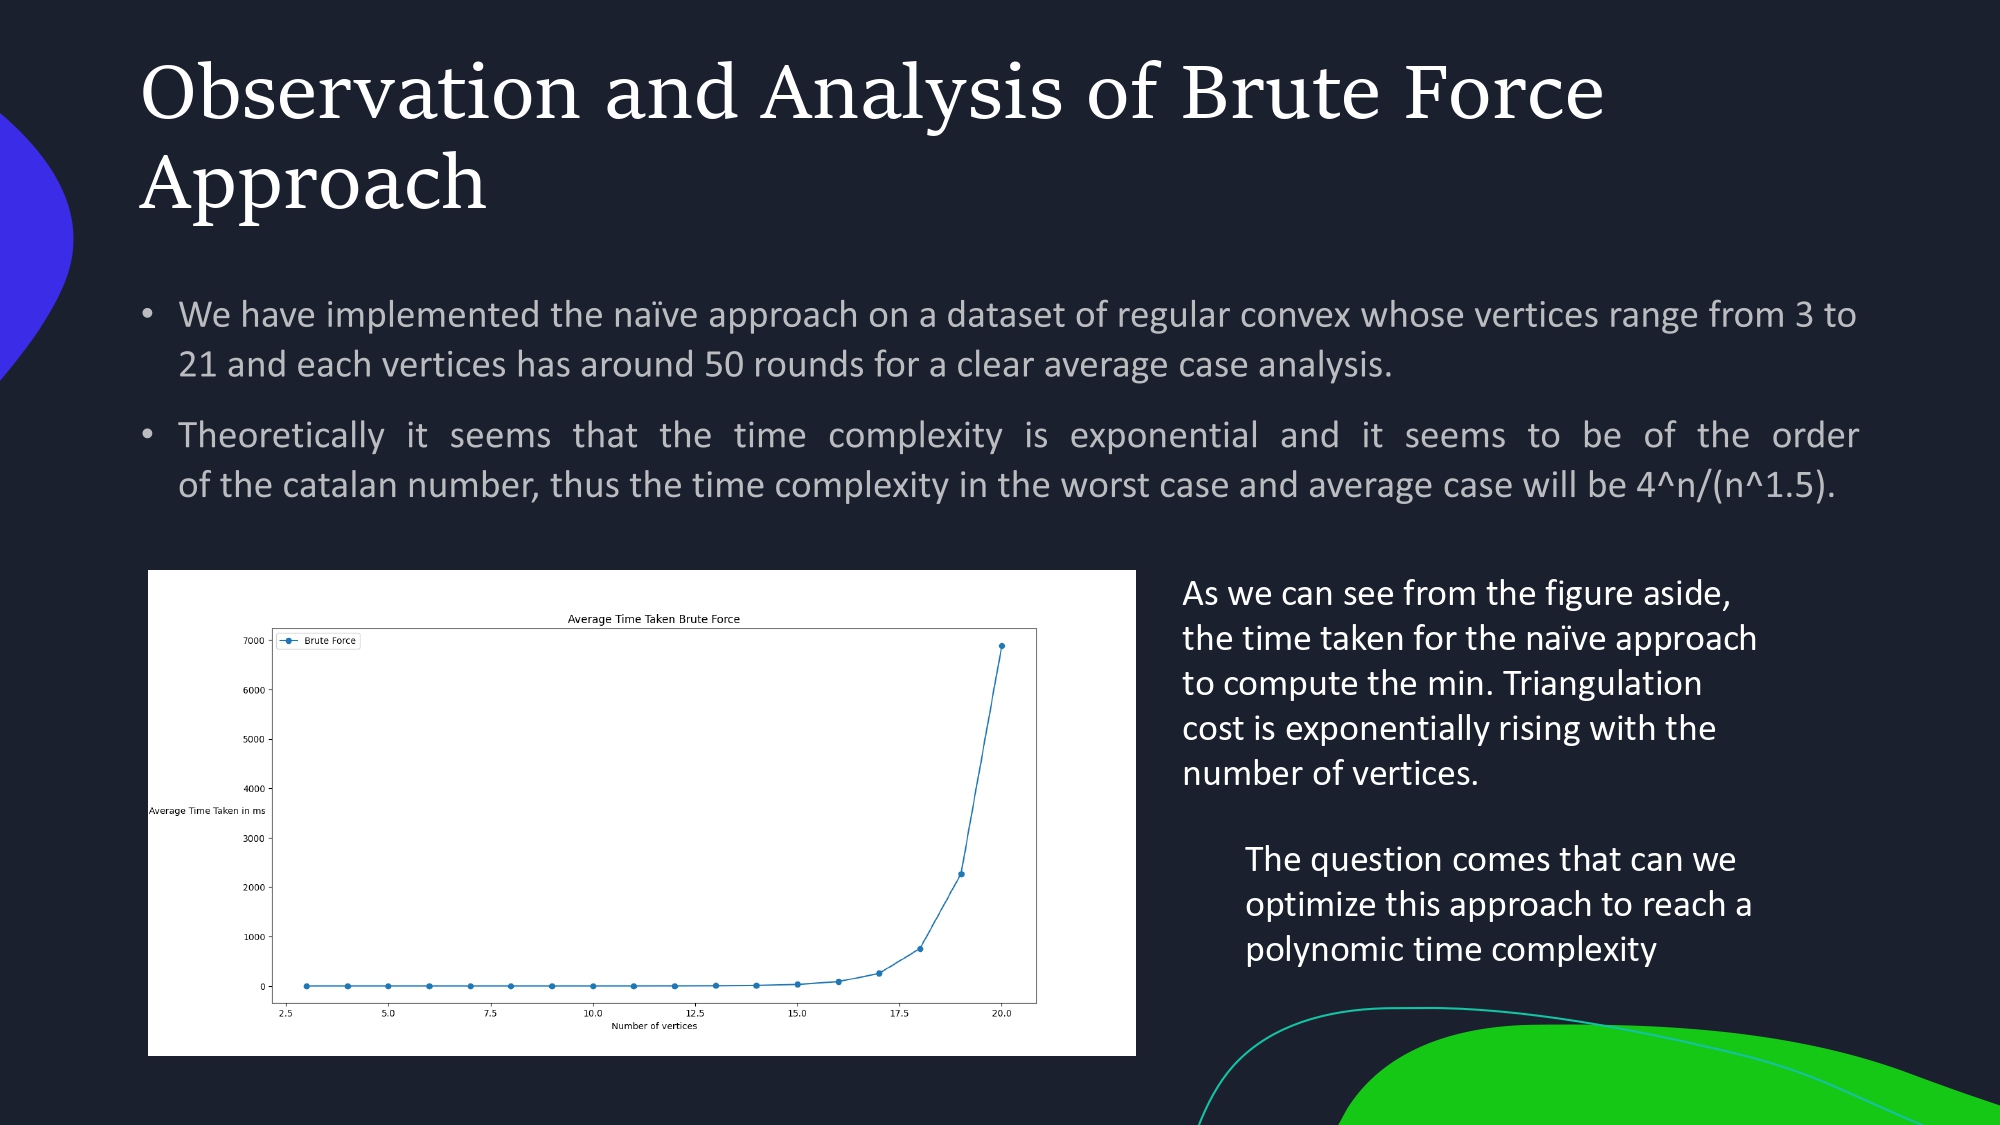 Observation and Analysis of Brute Force
Approach
• We have implemented the naïve approach on a dataset of regular convex whose vertices range from 3 to
21 and each vertices has around 50 rounds for a clear average case analysis.
• Theoretically it seems that the time complexity is exponential and it seems to be of the order
of the catalan number, thus the time complexity in the worst case and average case will be 4^n/(n^1.5).
Average Time Taken Brute Force
Brute Force
7000
6000
5000
4000
Average Time Taken in ms
3000
2000
1000
0
2.5 5.0 7.5 10.0 12.5 15.0 17.5 20.0
Number of vertices
As we can see from the figure aside,
the time taken for the naïve approach
to compute the min. Triangulation
cost is exponentially rising with the
number of vertices.
The question comes that can we
optimize this approach to reach a
polynomic time complexity